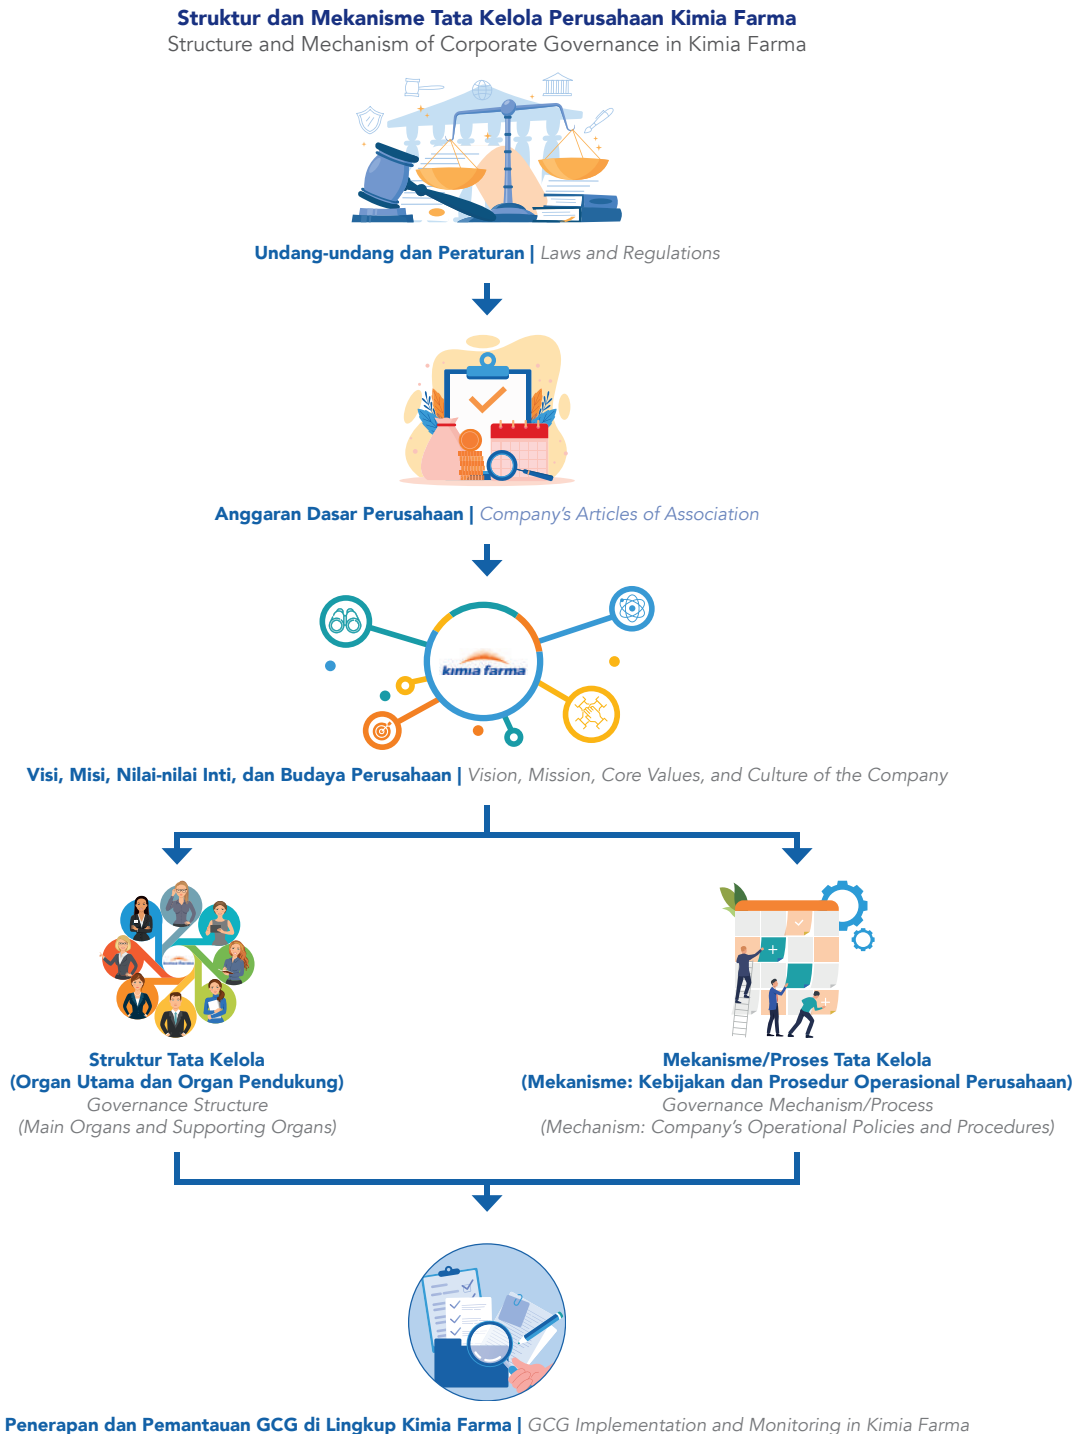 Struktur dan Mekanisme Tata Kelola Perusahaan Kimia Farma
Structure and Mechanism of Corporate Governance in Kimia Farma
Undang-undang dan Peraturan | Laws and Regulations
Anggaran Dasar Perusahaan | Company's Articles of Association
kimia farma
Visi, Misi, Nilai-nilai Inti, dan Budaya Perusahaan | Vision, Mission, Core Values, and Culture of the Company
Struktur Tata Kelola
(Organ Utama dan Organ Pendukung)
Governance Structure
(Main Organs and Supporting Organs)
Mekanisme/Proses Tata Kelola
(Mekanisme: Kebijakan dan Prosedur Operasional Perusahaan)
Governance Mechanism/Process
(Mechanism: Company's Operational Policies and Procedures)
Penerapan dan Pemantauan GCG di Lingkup Kimia Farma | GCG Implementation and Monitoring in Kimia Farma